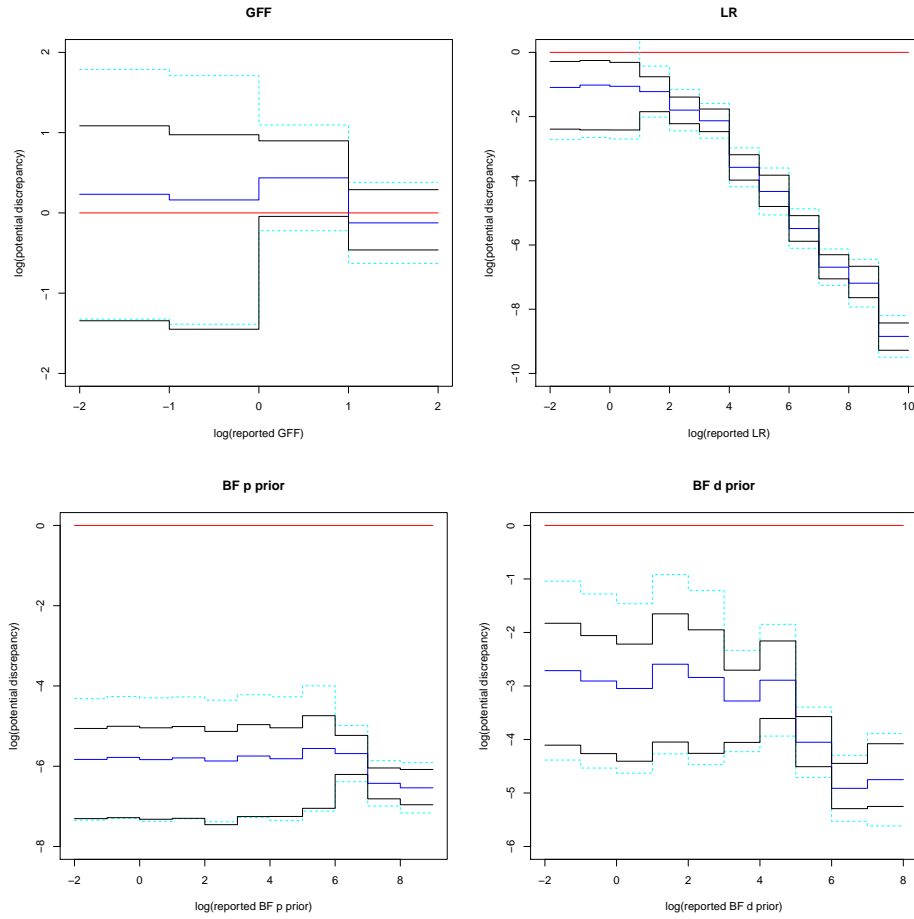 GFF
log(potential discrepancy)
2
1
0
−1
−2
−2 −1 0 1 2
log(reported GFF)
LR
log(potential discrepancy)
0
−2
−4
−6
−8
−10
−2 0 2 4 6 8 10
log(reported LR)
BF p prior
log(potential discrepancy)
0
−2
−4
−6
−8
−2 0 2 4 6 8
log(reported BF p prior)
BF d prior
log(potential discrepancy)
0
−1
−2
−3
−4
−5
−6
−2 0 2 4 6 8
log(reported BF d prior)